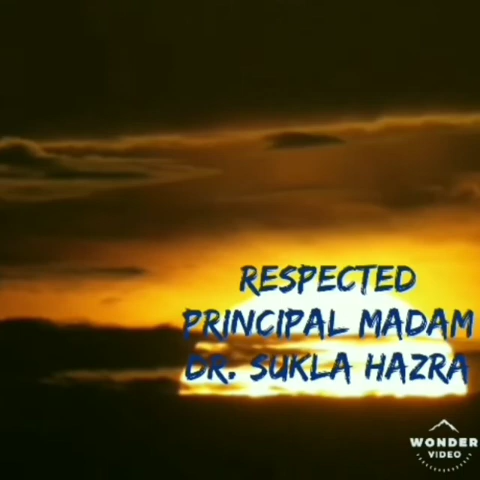 RESPECTED
PRINCIPAL MADAM
DR. SUKLA HAZRA
WONDER
VIDEO